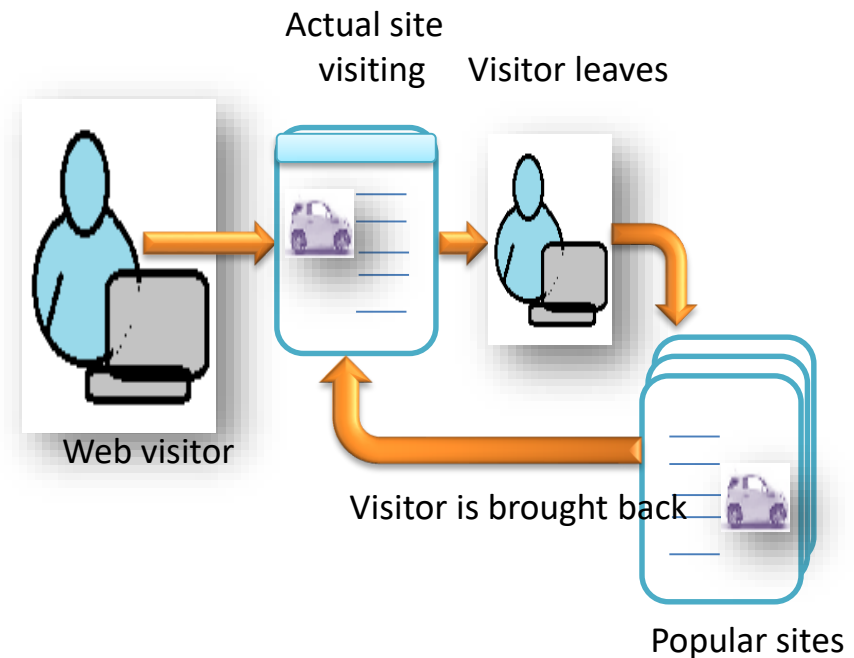 Actual site
visiting
Visitor leaves
Web visitor
Visitor is brought back
Popular sites